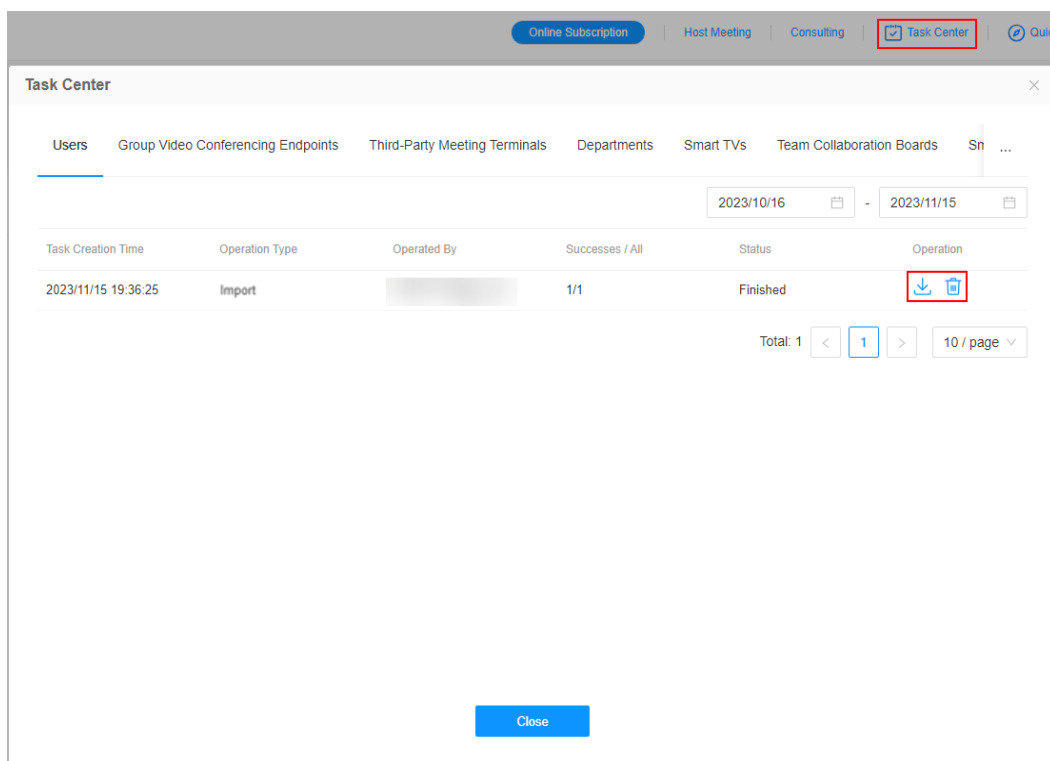 Online Subscription Host Meeting Consulting Task Center Qui
Task Center
Users Group Video Conferencing Endpoints Third-Party Meeting Terminals Departments Smart TVs Team Collaboration Boards Sm ...
2023/10/16 - 2023/11/15
Task Creation Time Operation Type Operated By Successes / All Status Operation
2023/11/15 19:36:25 Import 1/1 Finished
Total: 1 < 1 > 10 / page
Close